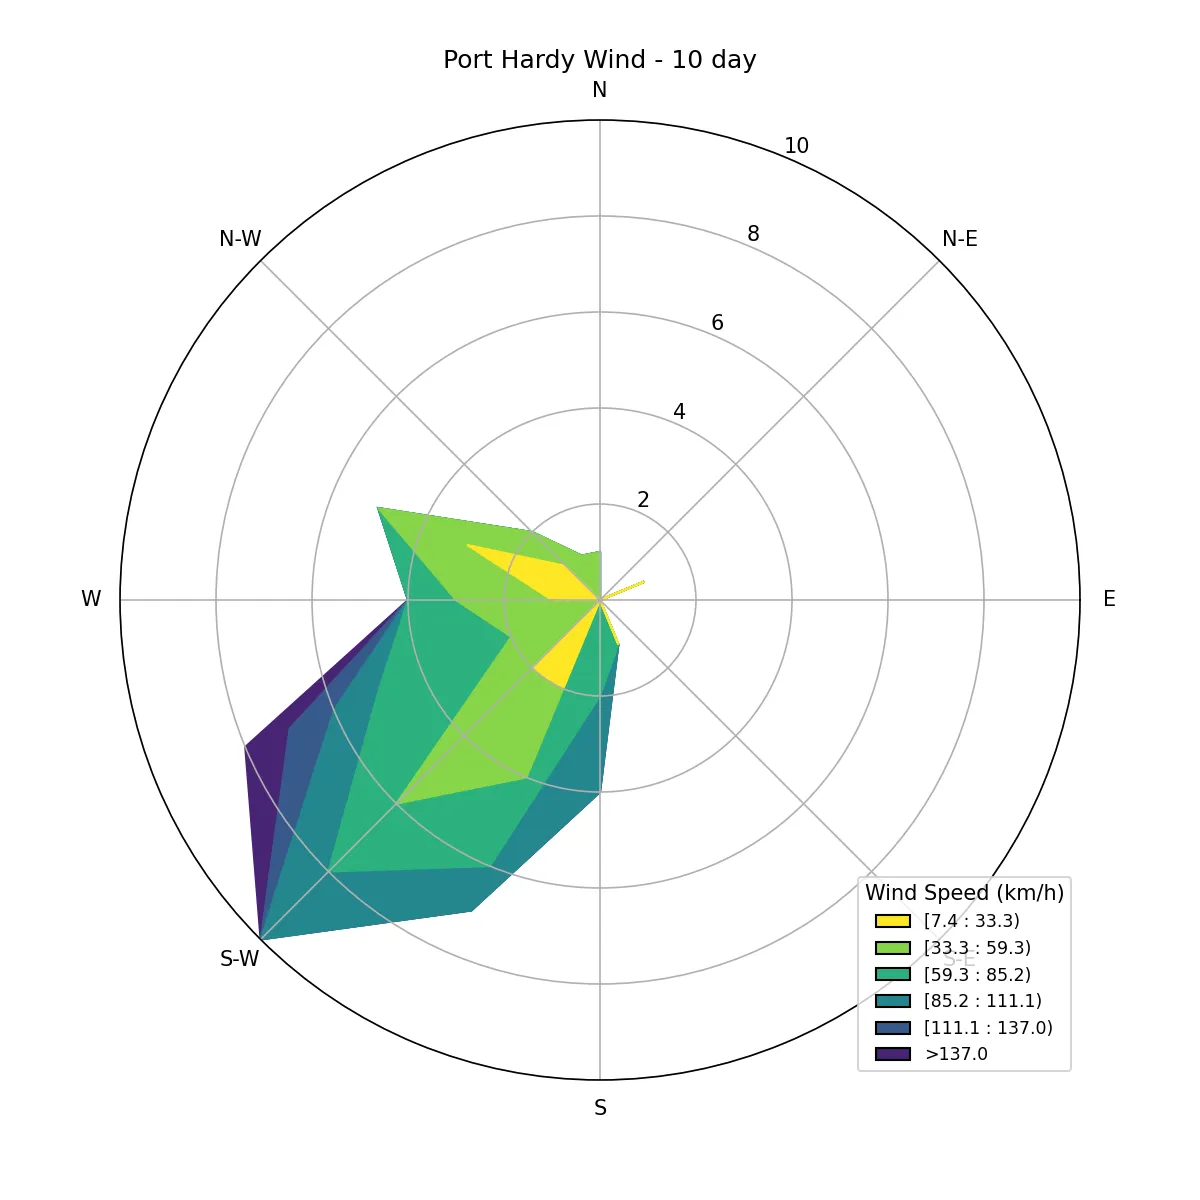 Port Hardy Wind - 10 day
N
10
N-W
8
N-E
6
4
2
W
E
Wind Speed (km/h)
[7.4 : 33.3)
[33.3 : 59.3)
S-W
S-E
[59.3 : 85.2)
[85.2 : 111.1)
[111.1 : 137.0)
>137.0
S